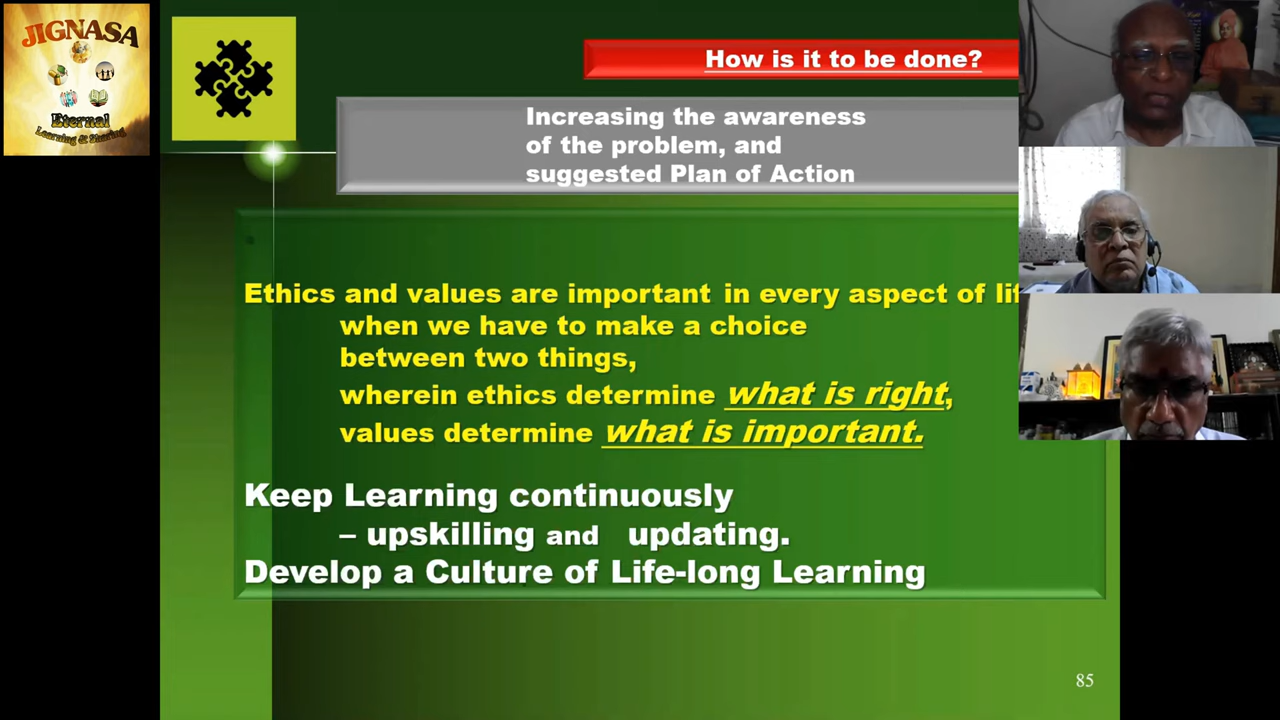 JIGNASA
Eternal
Learning & Sharing
How is it to be done?
Increasing the awareness
of the problem, and
suggested Plan of Action
Ethics and values are important in every aspect of
when we have to make a choice
between two things,
wherein ethics determine what is right,
values determine what is important.
Keep Learning continuously
– upskilling and updating.
Develop a Culture of Life-long Learning
85